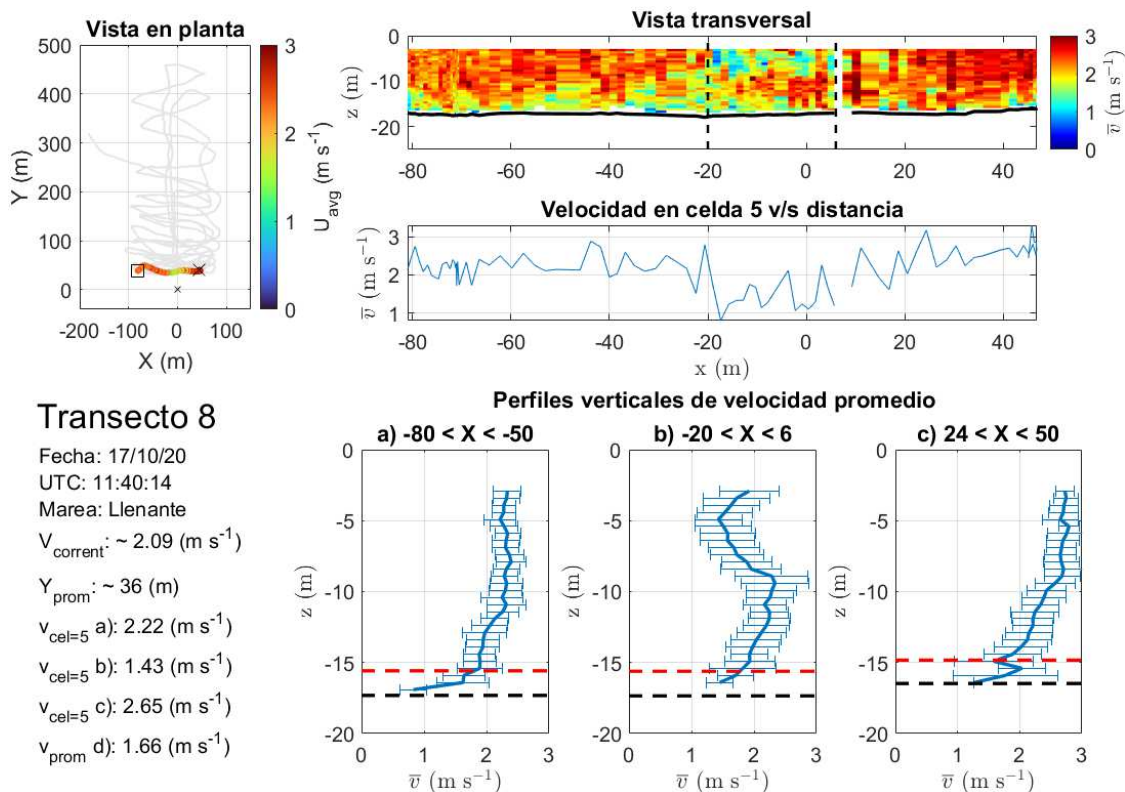 Vista en planta
500
400
300
200
100
0
Y (m)
-200 -100 0 100
X (m)
3
2
1
0
U_avg (m s^-1)
Vista transversal
0
-10
-20
z (m)
-80 -60 -40 -20 0 20 40
3
2
1
0
v̅ (m s^-1)
Velocidad en celda 5 v/s distancia
3
2
1
v̅ (m s^-1)
-80 -60 -40 -20 0 20 40
x (m)
Transecto 8
Fecha: 17/10/20
UTC: 11:40:14
Marea: Llenante
V_current: ~ 2.09 (m s^-1)
Y_prom: ~ 36 (m)
v_cel=5 a): 2.22 (m s^-1)
v_cel=5 b): 1.43 (m s^-1)
v_cel=5 c): 2.65 (m s^-1)
v_prom d): 1.66 (m s^-1)
Perfiles verticales de velocidad promedio
a) -80 < X < -50
0
-5
-10
-15
-20
z (m)
0 1 2 3
v̅ (m s^-1)
b) -20 < X < 6
0
-5
-10
-15
-20
z (m)
0 1 2 3
v̅ (m s^-1)
c) 24 < X < 50
0
-5
-10
-15
-20
z (m)
0 1 2 3
v̅ (m s^-1)